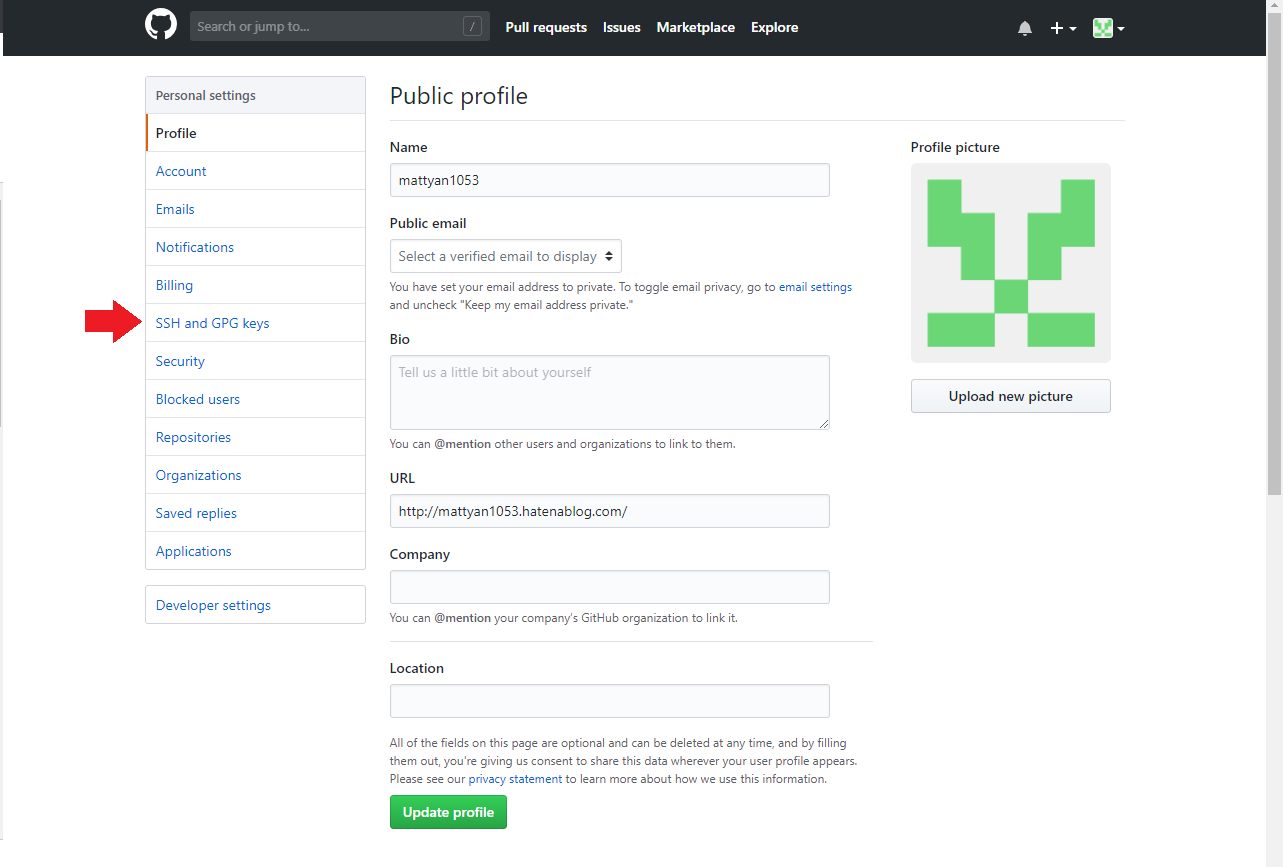 Search or jump to...
/
Pull requests
Issues
Marketplace
Explore
Personal settings
Profile
Account
Emails
Notifications
Billing
SSH and GPG keys
Security
Blocked users
Repositories
Organizations
Saved replies
Applications
Developer settings
Public profile
Name
mattyan1053
Public email
Select a verified email to display
You have set your email address to private. To toggle email privacy, go to email settings
and uncheck "Keep my email address private."
Bio
Tell us a little bit about yourself
You can @mention other users and organizations to link to them.
URL
http://mattyan1053.hatenablog.com/
Company
You can @mention your company's GitHub organization to link it.
Location
All of the fields on this page are optional and can be deleted at any time, and by filling
them out, you're giving us consent to share this data wherever your user profile appears.
Please see our privacy statement to learn more about how we use this information.
Update profile
Profile picture
Upload new picture